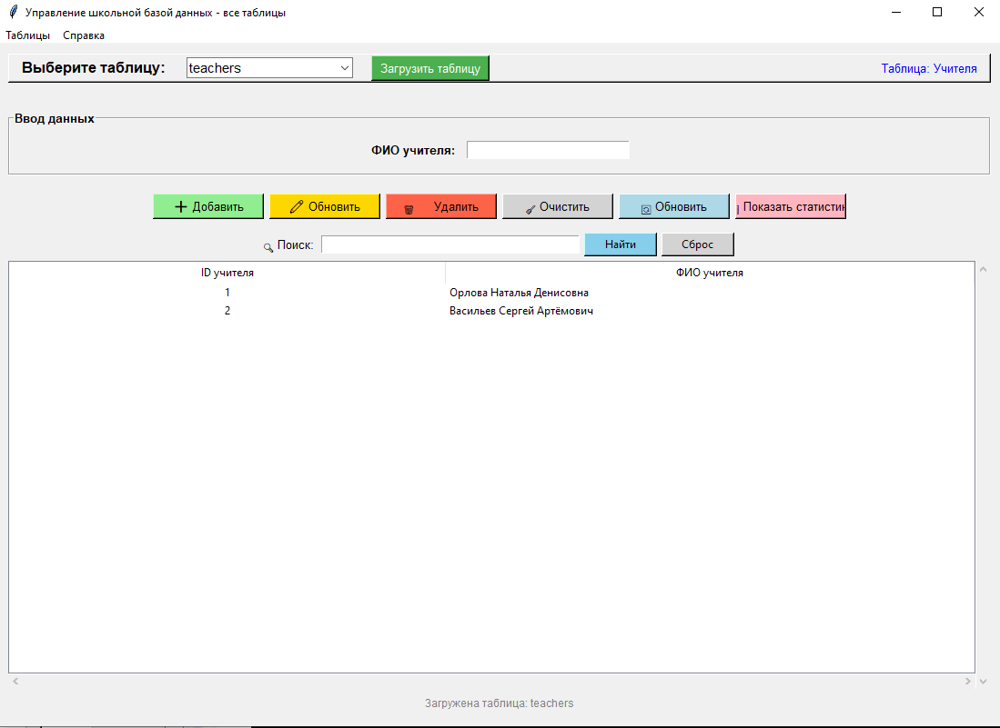 Управление школьной базой данных - все таблицы
Таблицы Справка
Выберите таблицу: teachers Загрузить таблицу Таблица: Учителя
Ввод данных
ФИО учителя:
Добавить Обновить Удалить Очистить Обновить Показать статистик
Поиск: Найти Сброс
ID учителя ФИО учителя
1 Орлова Наталья Денисовна
2 Васильев Сергей Артёмович
Загружена таблица: teachers